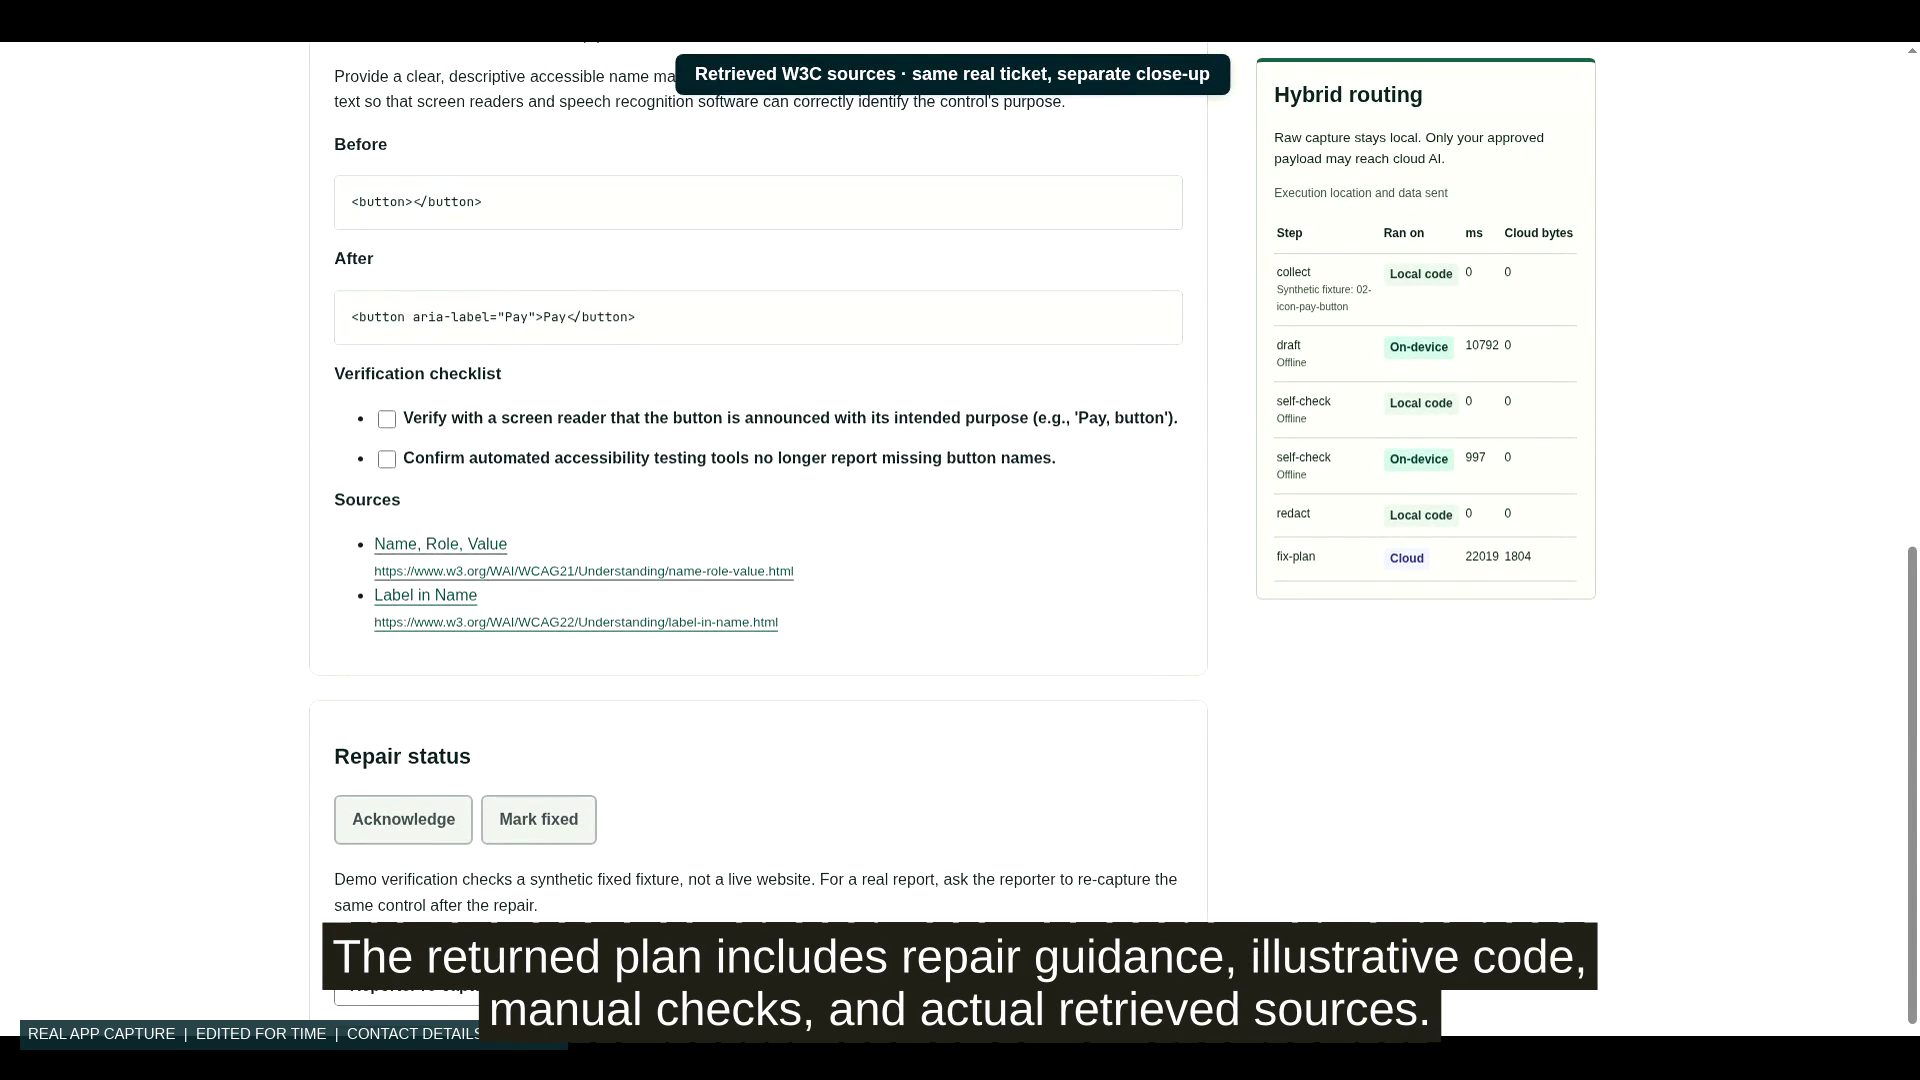 Retrieved W3C sources · same real ticket, separate close-up
Provide a clear, descriptive accessible name
text so that screen readers and speech recognition software can correctly identify the control's purpose.
Before
<button></button>
After
<button aria-label="Pay">Pay</button>
Verification checklist
Verify with a screen reader that the button is announced with its intended purpose (e.g., 'Pay, button').
Confirm automated accessibility testing tools no longer report missing button names.
Sources
Name, Role, Value
https://www.w3.org/WAI/WCAG21/Understanding/name-role-value.html
Label in Name
https://www.w3.org/WAI/WCAG22/Understanding/label-in-name.html
Repair status
Acknowledge Mark fixed
Demo verification checks a synthetic fixed fixture, not a live website. For a real report, ask the reporter to re-capture the
same control after the repair.
Hybrid routing
Raw capture stays local. Only your approved
payload may reach cloud AI.
Execution location and data sent
Step Ran on ms Cloud bytes
collect Local code 0 0
Synthetic fixture: 02-
icon-pay-button
draft On-device 10792 0
Offline
self-check Local code 0 0
Offline
self-check On-device 997 0
Offline
redact Local code 0 0
fix-plan Cloud 22019 1804
The returned plan includes repair guidance, illustrative code,
manual checks, and actual retrieved sources.
REAL APP CAPTURE | EDITED FOR TIME | CONTACT DETAILS